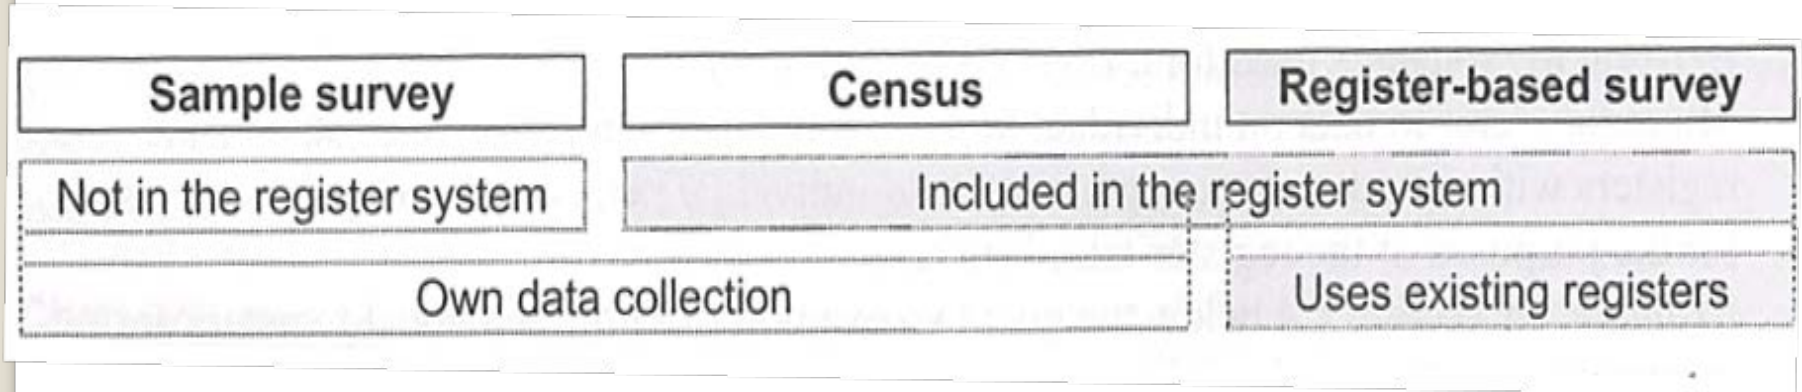 Sample survey Census Register-based survey
Not in the register system Included in the register system
Own data collection Uses existing registers